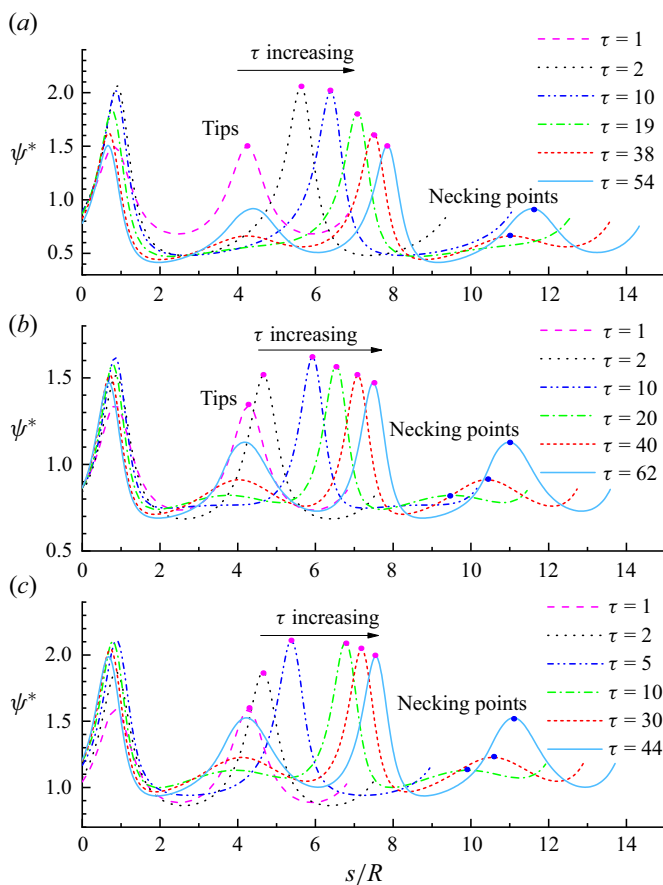 (a)
ψ*
2.0
1.5
1.0
0.5
0 2 4 6 8 10 12 14
τ increasing
Tips
Necking points
τ = 1
τ = 2
τ = 10
τ = 19
τ = 38
τ = 54
(b)
ψ*
1.5
1.0
0.5
0 2 4 6 8 10 12 14
τ increasing
Tips
Necking points
τ = 1
τ = 2
τ = 10
τ = 20
τ = 40
τ = 62
(c)
ψ*
2.0
1.5
1.0
0 2 4 6 8 10 12 14
τ increasing
Tips
Necking points
τ = 1
τ = 2
τ = 5
τ = 10
τ = 30
τ = 44
s/R